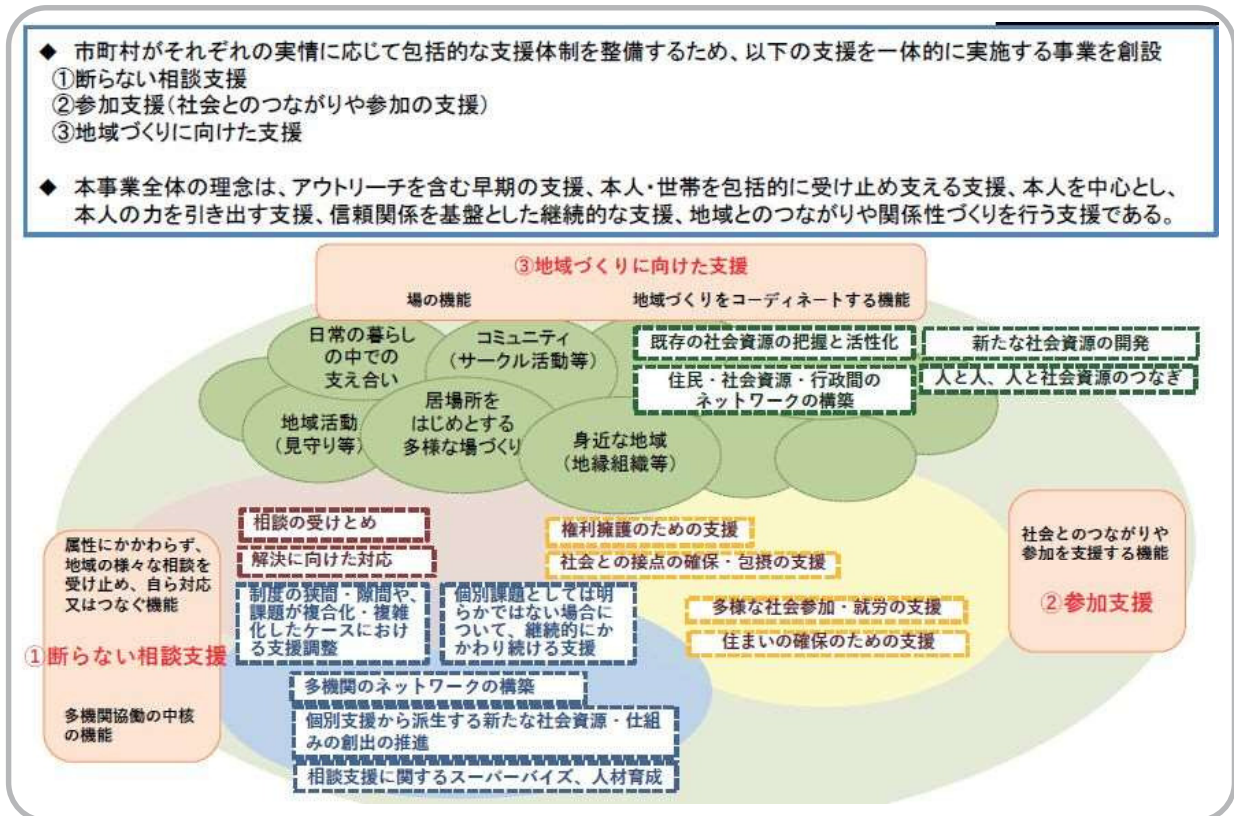 ◆ 市町村がそれぞれの実情に応じて包括的な支援体制を整備するため、以下の支援を一体的に実施する事業を創設
①断らない相談支援
②参加支援(社会とのつながりや参加の支援)
③地域づくりに向けた支援
◆ 本事業全体の理念は、アウトリーチを含む早期の支援、本人・世帯を包括的に受け止め支える支援、本人を中心とし、
本人の力を引き出す支援、信頼関係を基盤とした継続的な支援、地域とのつながりや関係性づくりを行う支援である。
③地域づくりに向けた支援
場の機能
地域づくりをコーディネートする機能
日常の暮らし
の中での
支え合い
コミュニティ
(サークル活動等)
既存の社会資源の把握と活性化
新たな社会資源の開発
住民・社会資源・行政間の
ネットワークの構築
人と人、人と社会資源のつなぎ
地域活動
(見守り等)
居場所を
はじめとする
多様な場づくり
身近な地域
(地縁組織等)
属性にかかわらず、
地域の様々な相談を
受け止め、自ら対応
又はつなぐ機能
①断らない相談支援
多機関協働の中核
の機能
相談の受けとめ
解決に向けた対応
制度の狭間・隙間や、
課題が複合化・複雑
化したケースにおけ
る支援調整
個別課題としては明
らかではない場合に
ついて、継続的にか
かわり続ける支援
多機関のネットワークの構築
個別支援から派生する新たな社会資源・仕組
みの創出の推進
相談支援に関するスーパーバイズ、人材育成
権利擁護のための支援
社会との接点の確保・包摂の支援
多様な社会参加・就労の支援
住まいの確保のための支援
社会とのつながりや
参加を支援する機能
②参加支援